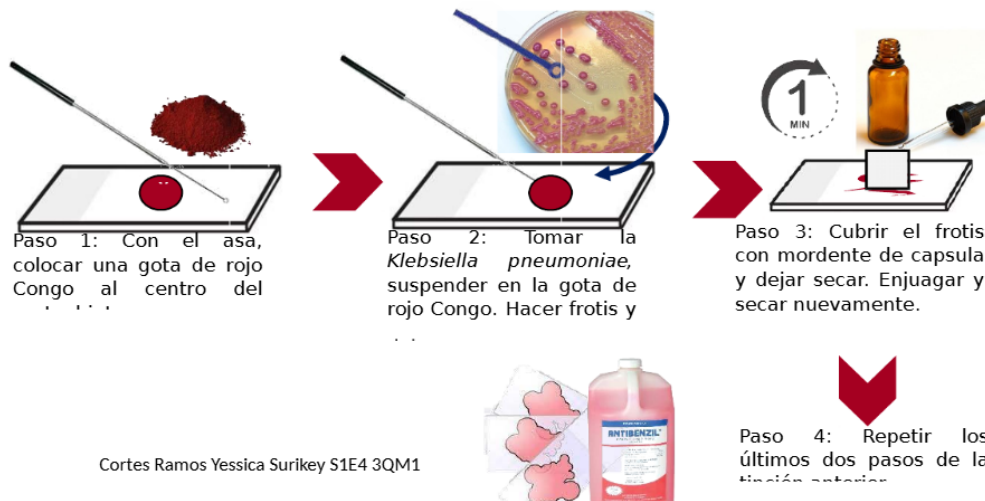 1
MIN
Paso 1: Con el asa,
colocar una gota de rojo
Congo al centro del
Paso 2: Tomar la
Klebsiella pneumoniae,
suspender en la gota de
rojo Congo. Hacer frotis y
Paso 3: Cubrir el frotis
con mordente de capsula
y dejar secar. Enjuagar y
secar nuevamente.
ANTIBENZIL
Paso 4: Repetir los
últimos dos pasos de la
tinción anterior
Cortes Ramos Yessica Surikey S1E4 3QM1